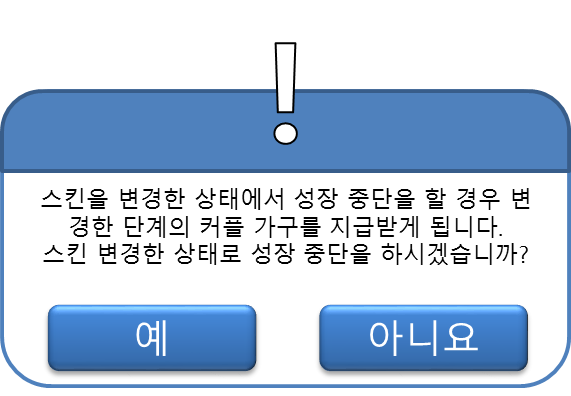 !
스킨을 변경한 상태에서 성장 중단을 할 경우 변
경한 단계의 커플 가구를 지급받게 됩니다.
스킨 변경한 상태로 성장 중단을 하시겠습니까?
예
아니요